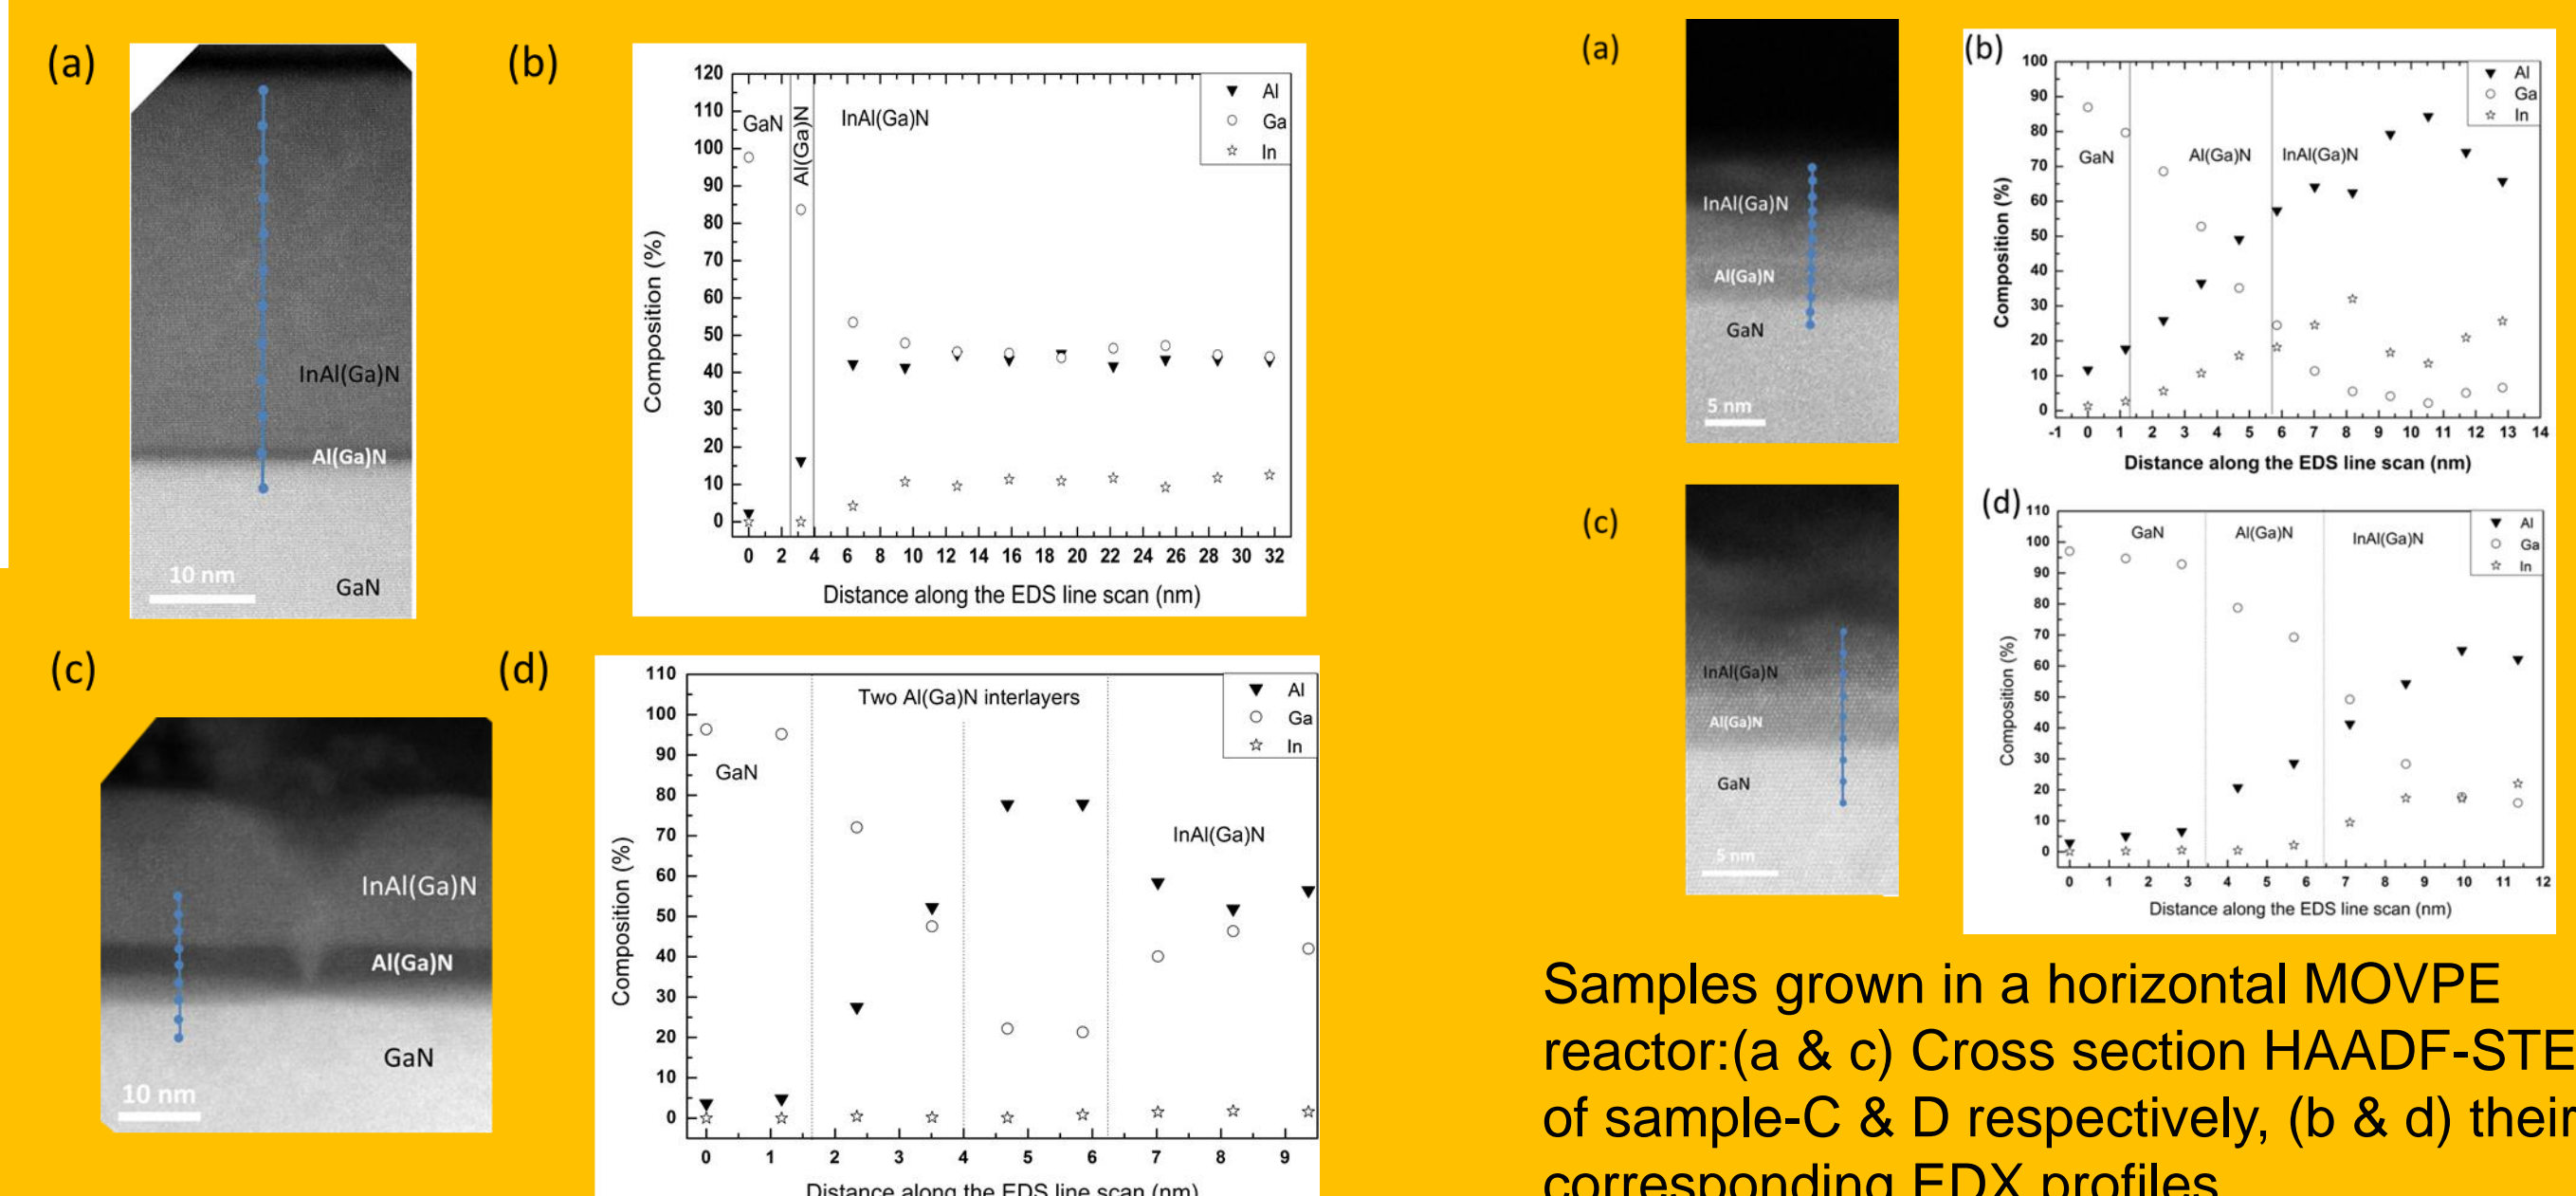 (a)
InAl(Ga)N
Al(Ga)N
10 nm
GaN
(b)
120
110
100
90
80
70
60
50
40
30
20
10
0
Composition (%)
GaN
Al(Ga)N
InAl(Ga)N
Al
Ga
In
0 2 4 6 8 10 12 14 16 18 20 22 24 26 28 30 32
Distance along the EDS line scan (nm)
(c)
InAl(Ga)N
Al(Ga)N
GaN
10 nm
(d)
110
100
90
80
70
60
50
40
30
20
10
0
Composition (%)
Two Al(Ga)N interlayers
GaN
InAl(Ga)N
Al
Ga
In
0 1 2 3 4 5 6 7 8 9
Distance along the EDS line scan (nm)
(a)
InAl(Ga)N
Al(Ga)N
GaN
5 nm
(b)
100
90
80
70
60
50
40
30
20
10
0
Composition (%)
GaN
Al(Ga)N
InAl(Ga)N
Al
Ga
In
-1 0 1 2 3 4 5 6 7 8 9 10 11 12 13 14
Distance along the EDS line scan (nm)
(c)
InAl(Ga)N
Al(Ga)N
GaN
5 nm
(d)
110
100
90
80
70
60
50
40
30
20
10
0
Composition (%)
GaN
Al(Ga)N
InAl(Ga)N
Al
Ga
In
0 1 2 3 4 5 6 7 8 9 10 11 12
Distance along the EDS line scan (nm)
Samples grown in a horizontal MOVPE
reactor:(a & c) Cross section HAADF-STE
of sample-C & D respectively, (b & d) their
corresponding EDX profiles